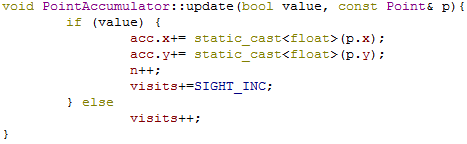 void PointAccumulator::update(bool value, const Point& p){
if (value) {
acc.x+= static_cast<float>(p.x);
acc.y+= static_cast<float>(p.y);
n++;
visits+=SIGHT_INC;
} else
visits++;
}